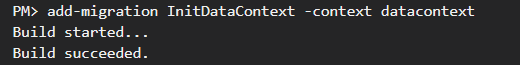 PM> add-migration InitDataContext -context datacontext
Build started...
Build succeeded.